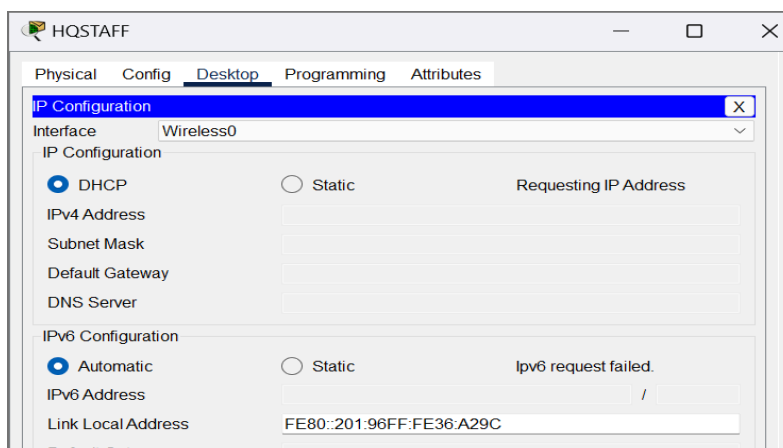 HQSTAFF
Physical Config Desktop Programming Attributes
IP Configuration X
Interface Wireless0
IP Configuration
DHCP Static Requesting IP Address
IPv4 Address
Subnet Mask
Default Gateway
DNS Server
IPv6 Configuration
Automatic Static Ipv6 request failed.
IPv6 Address /
Link Local Address FE80::201:96FF:FE36:A29C